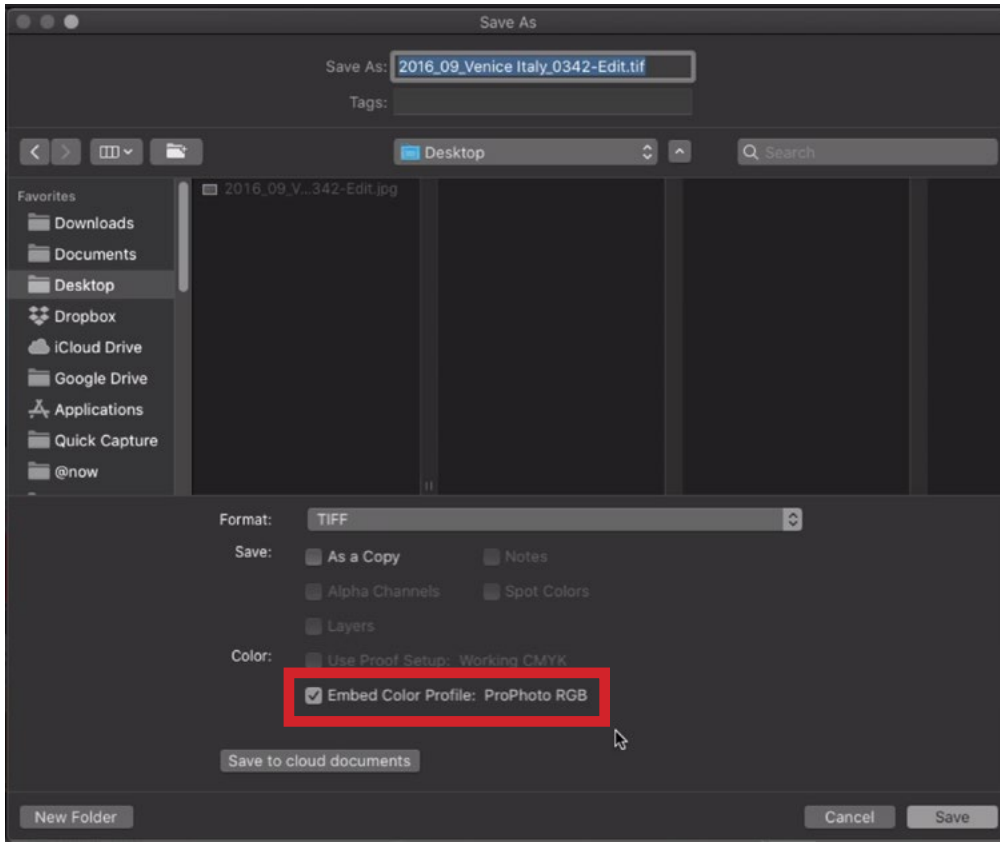 Save As
Save As: 2016_09_Venice Italy_0342-Edit.tif
Tags:
Desktop
Search
Favorites
2016_09_V...342-Edit.jpg
Downloads
Documents
Desktop
Dropbox
iCloud Drive
Google Drive
Applications
Quick Capture
@now
Format: TIFF
Save: As a Copy Notes
Alpha Channels Spot Colors
Layers
Color: Use Proof Setup: Working CMYK
Embed Color Profile: ProPhoto RGB
Save to cloud documents
New Folder Cancel Save